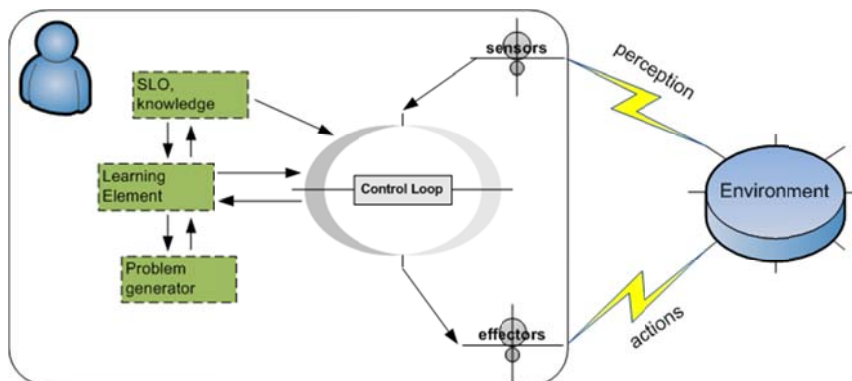 sensors
perception
SLO,
knowledge
Learning
Element
Control Loop
Environment
Problem
generator
effectors
actions